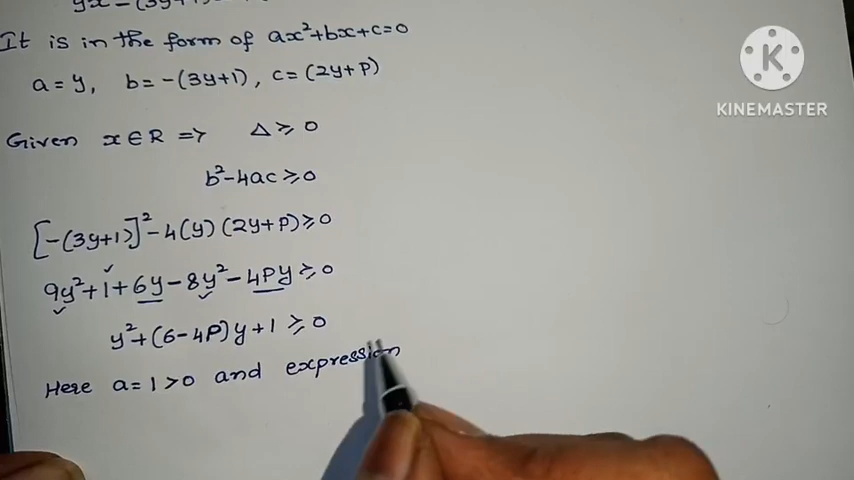 It is in the form of ax²+bx+c=0
a=y, b=-(3y+1), c=(2y+P)
Given x∈R ⇒ Δ≥0
b²-4ac≥0
[-(3y+1)]²-4(y)(2y+P)≥0
9y²+1+6y-8y²-4Py≥0
y²+(6-4P)y+1≥0
Here a=1>0 and expression
K
KINEMASTER